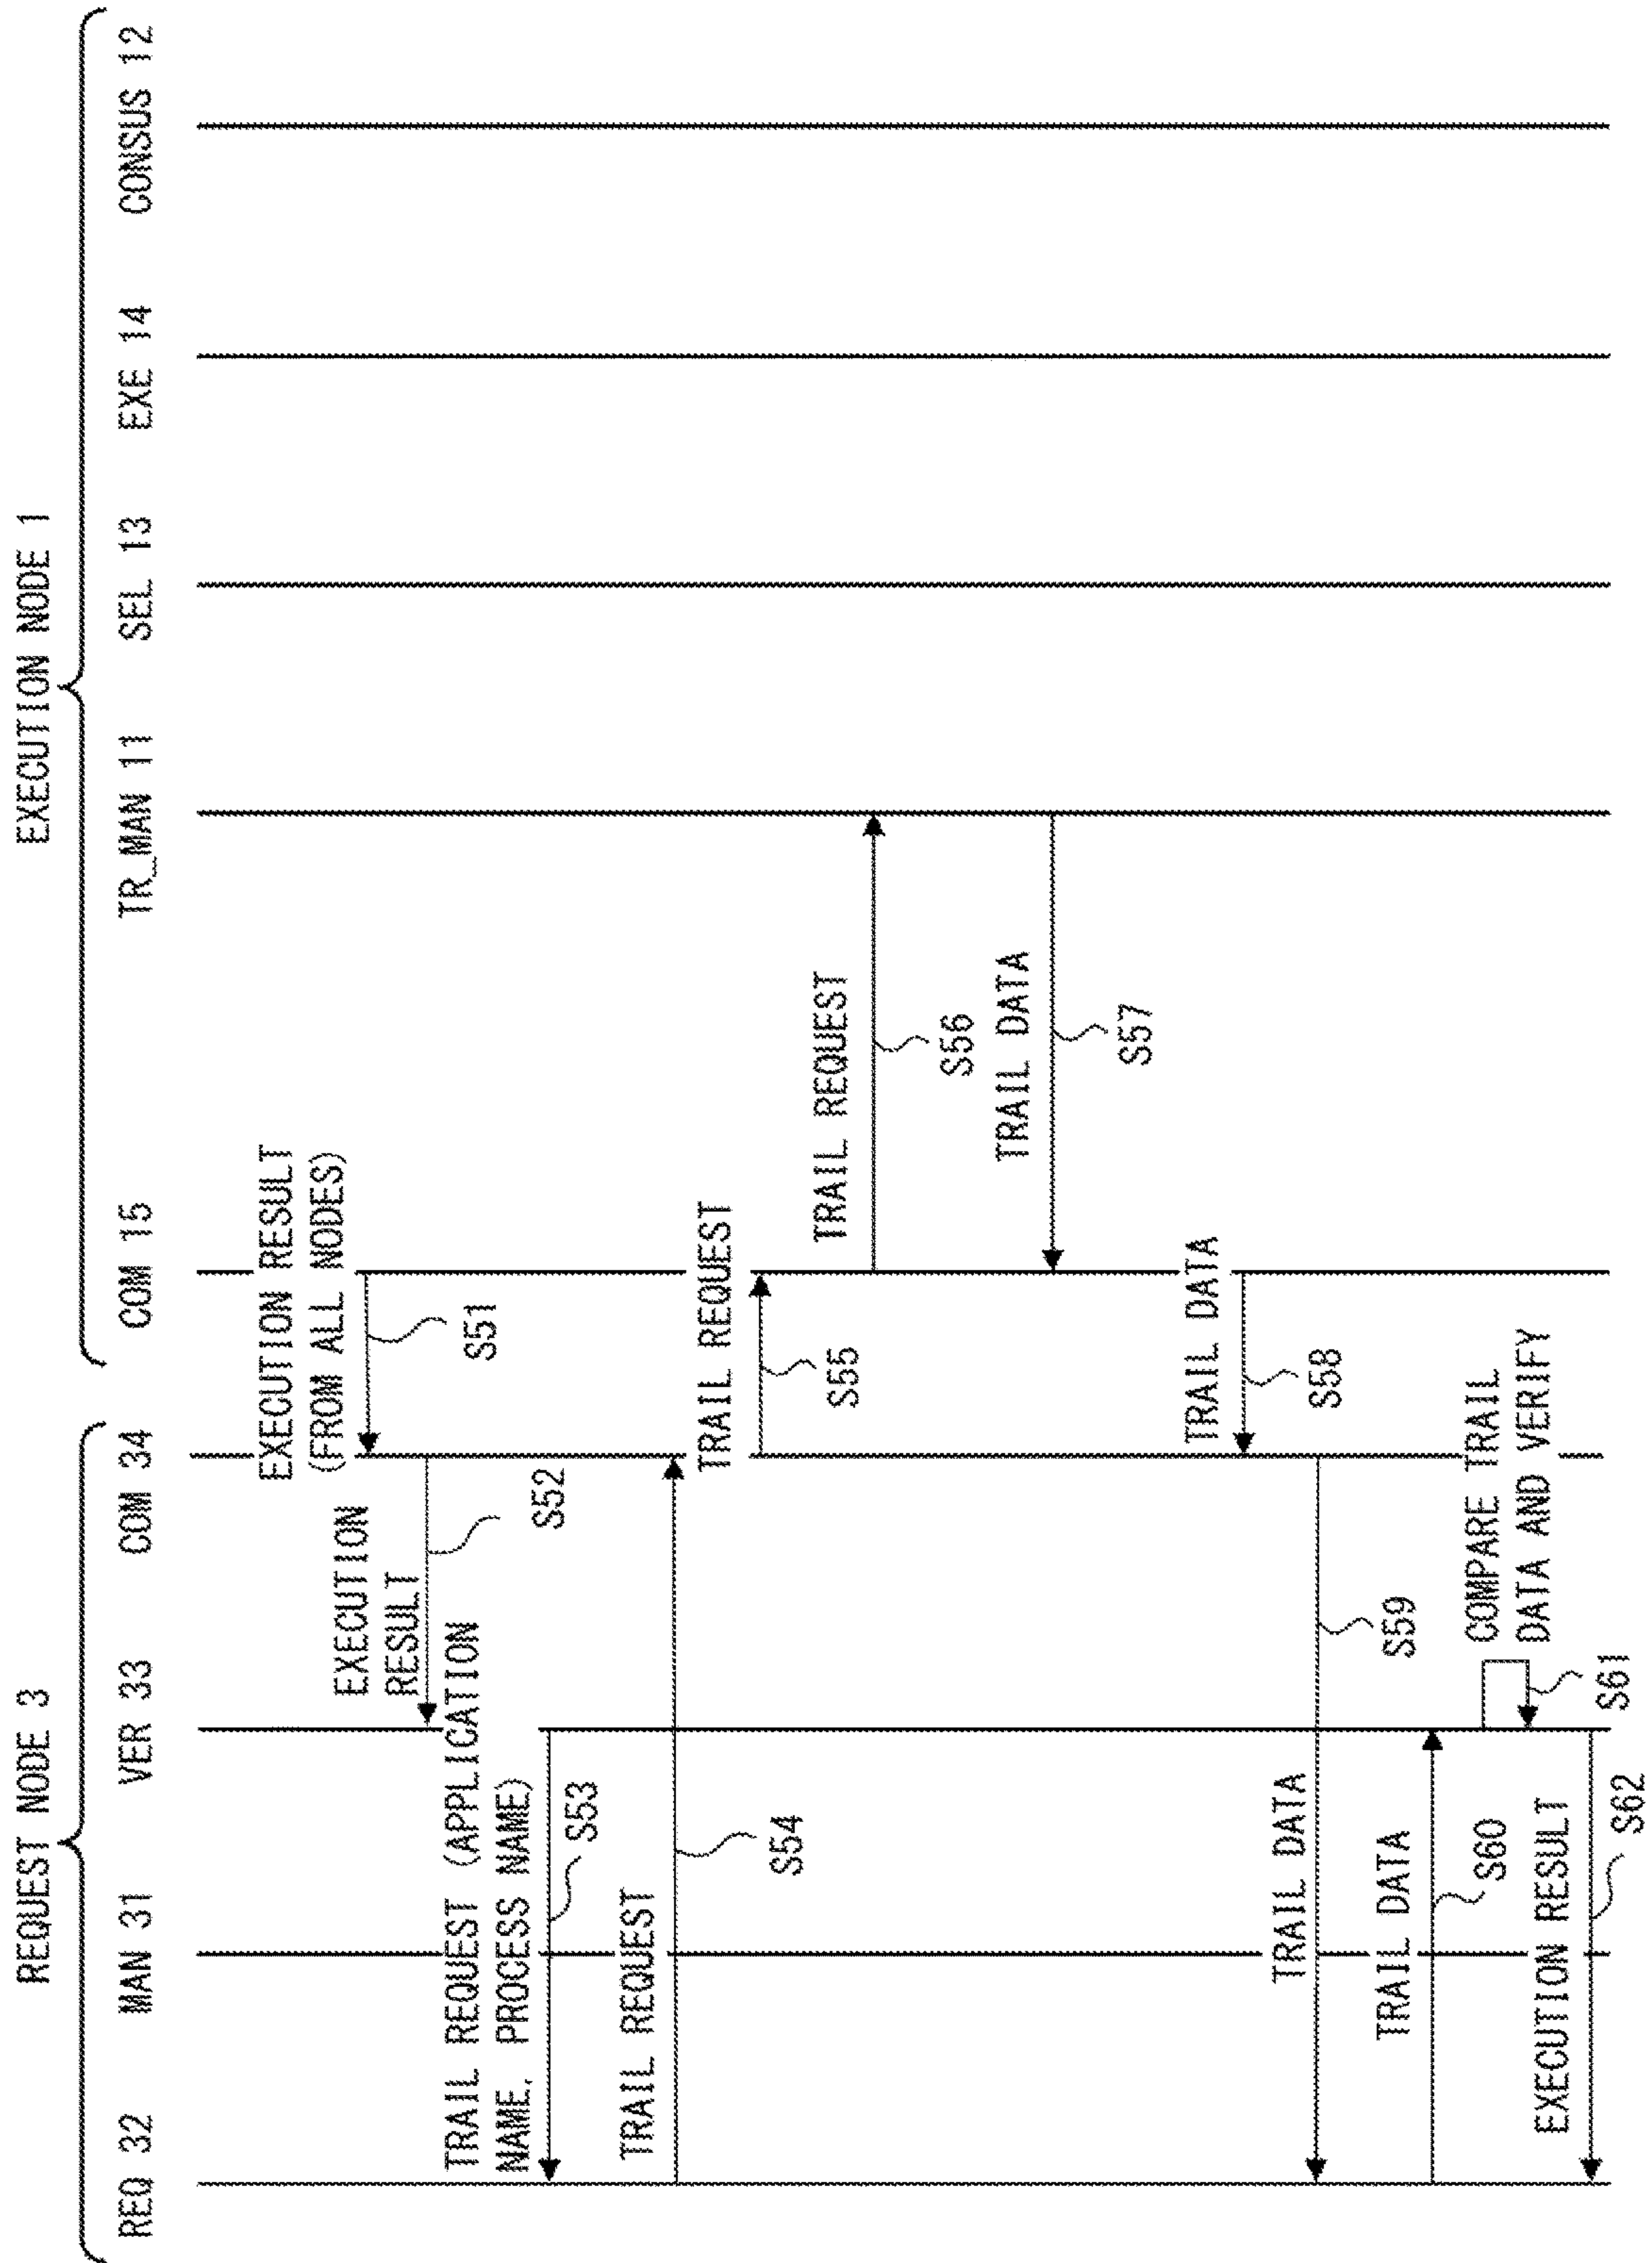 REQUEST NODE 3
EXECUTION NODE 1
REQ 32
MAN 31
VER 33
COM 34
COM 15
TR_MAN 11
SEL 13
EXE 14
CONSUS 12
EXECUTION RESULT
(FROM ALL NODES)
S51
EXECUTION
RESULT
S52
TRAIL REQUEST (APPLICATION
NAME, PROCESS NAME)
S53
TRAIL REQUEST
S54
TRAIL REQUEST
S55
TRAIL REQUEST
S56
TRAIL DATA
S57
TRAIL DATA
S58
TRAIL DATA
S59
TRAIL DATA
S60
COMPARE TRAIL
DATA AND VERIFY
S61
EXECUTION RESULT
S62